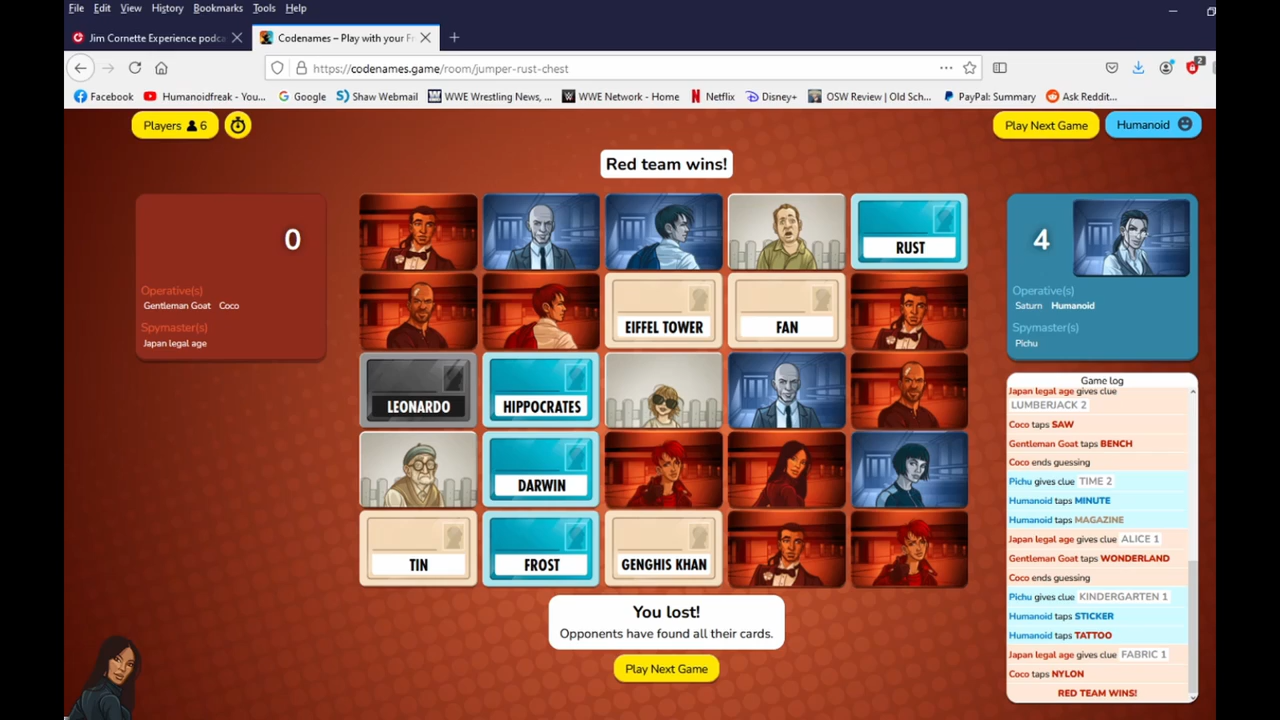 File Edit View History Bookmarks Tools Help
Jim Cornette Experience podca
Codenames – Play with your Fr
https://codenames.game/room/jumper-rust-chest
2
Facebook Humanoidfreak - You... Google Shaw Webmail WWE Wrestling News, ... WWE Network - Home Netflix Disney+ OSW Review | Old Sch... PayPal: Summary Ask Reddit...
Players 6
Play Next Game
Humanoid
Red team wins!
0
Operative(s)
Gentleman Goat Coco
Spymaster(s)
Japan legal age
RUST
EIFFEL TOWER
FAN
LEONARDO
HIPPOCRATES
DARWIN
TIN
FROST
GENGHIS KHAN
4
Operative(s)
Saturn Humanoid
Spymaster(s)
Pichu
Game log
Japan legal age gives clue
LUMBERJACK 2
Coco taps SAW
Gentleman Goat taps BENCH
Coco ends guessing
Pichu gives clue TIME 2
Humanoid taps MINUTE
Humanoid taps MAGAZINE
Japan legal age gives clue ALICE 1
Gentleman Goat taps WONDERLAND
Coco ends guessing
Pichu gives clue KINDERGARTEN 1
Humanoid taps STICKER
Humanoid taps TATTOO
Japan legal age gives clue FABRIC 1
Coco taps NYLON
RED TEAM WINS!
You lost!
Opponents have found all their cards.
Play Next Game